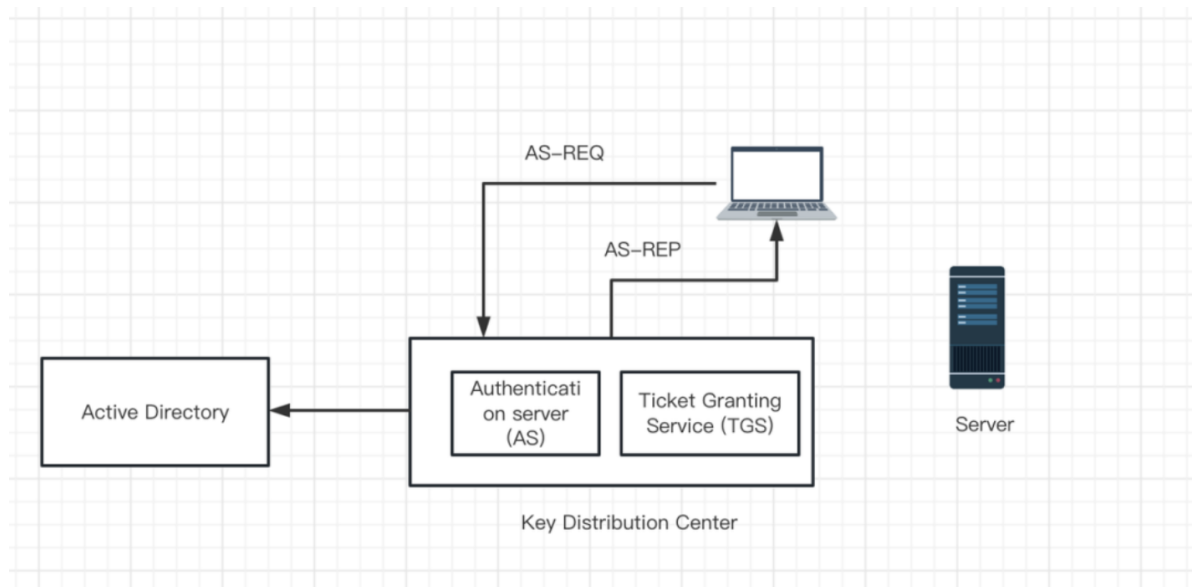 AS-REQ
AS-REP
Active Directory
Authenticati
on server
(AS)
Ticket Granting
Service (TGS)
Server
Key Distribution Center